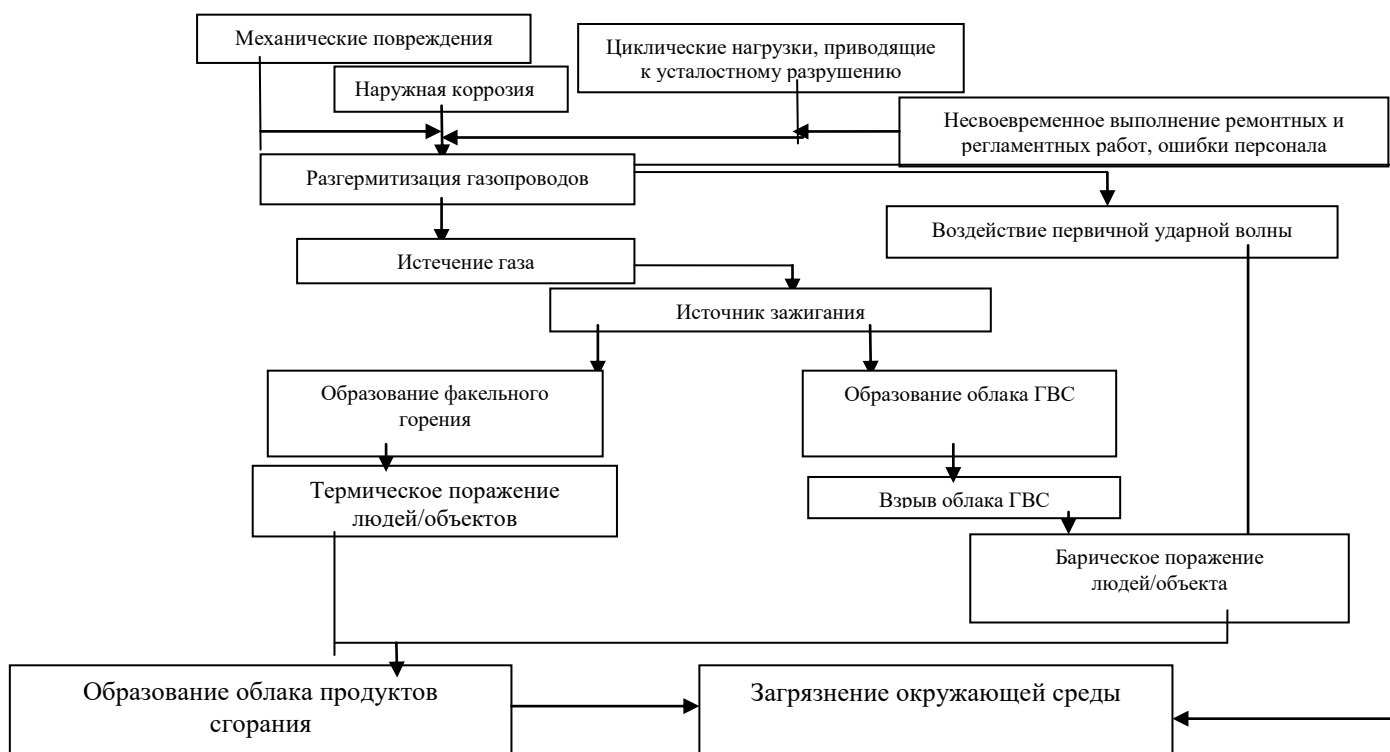 Механические повреждения
Циклические нагрузки, приводящие
к усталостному разрушению
Наружная коррозия
Несвоевременное выполнение ремонтных и
регламентных работ, ошибки персонала
Разгермитизация газопроводов
Воздействие первичной ударной волны
Истечение газа
Источник зажигания
Образование факельного
горения
Образование облака ГВС
Термическое поражение
людей/объектов
Взрыв облака ГВС
Барическое поражение
людей/объекта
Образование облака продуктов
сгорания
Загрязнение окружающей среды